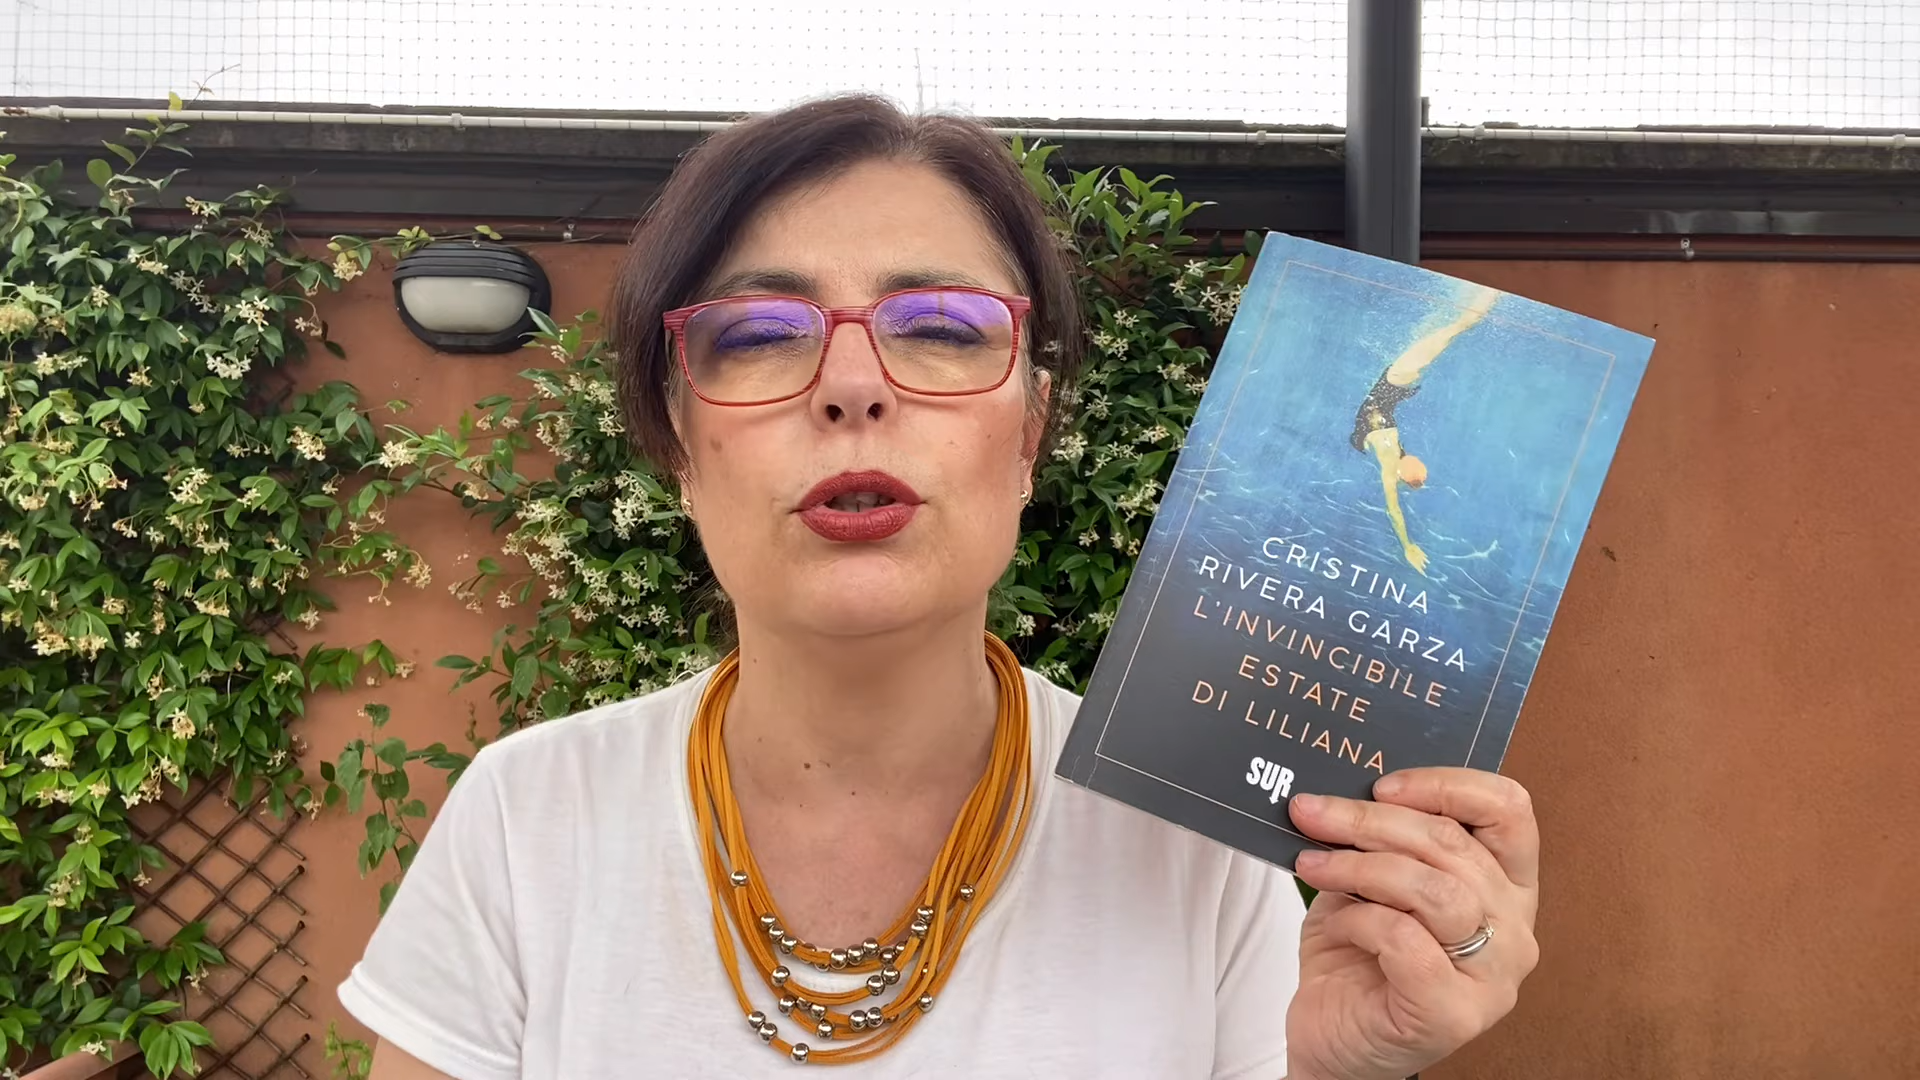 CRISTINA
RIVERA GARZA
L'INVINCIBILE
ESTATE
DI LILIANA
SUR